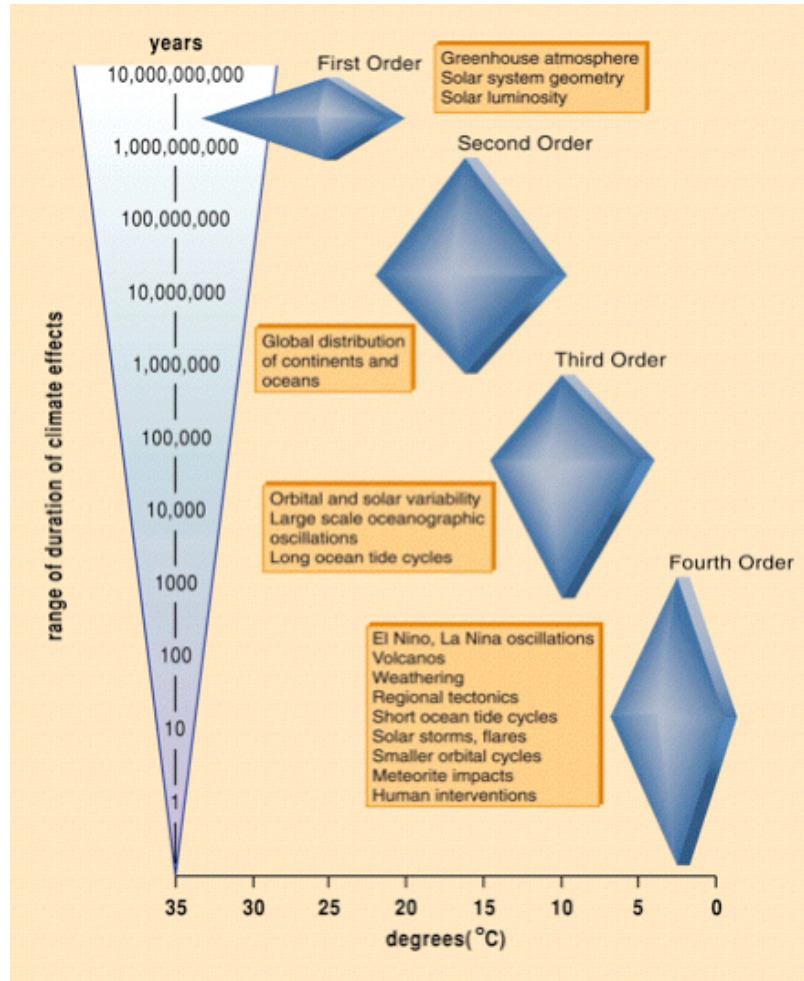 years
10,000,000,000
1,000,000,000
100,000,000
10,000,000
1,000,000
100,000
10,000
1000
100
10
1
range of duration of climate effects
First Order
Greenhouse atmosphere
Solar system geometry
Solar luminosity
Second Order
Global distribution
of continents and
oceans
Third Order
Orbital and solar variability
Large scale oceanographic
oscillations
Long ocean tide cycles
Fourth Order
El Nino, La Nina oscillations
Volcanos
Weathering
Regional tectonics
Short ocean tide cycles
Solar storms, flares
Smaller orbital cycles
Meteorite impacts
Human interventions
35 30 25 20 15 10 5 0
degrees(°C)